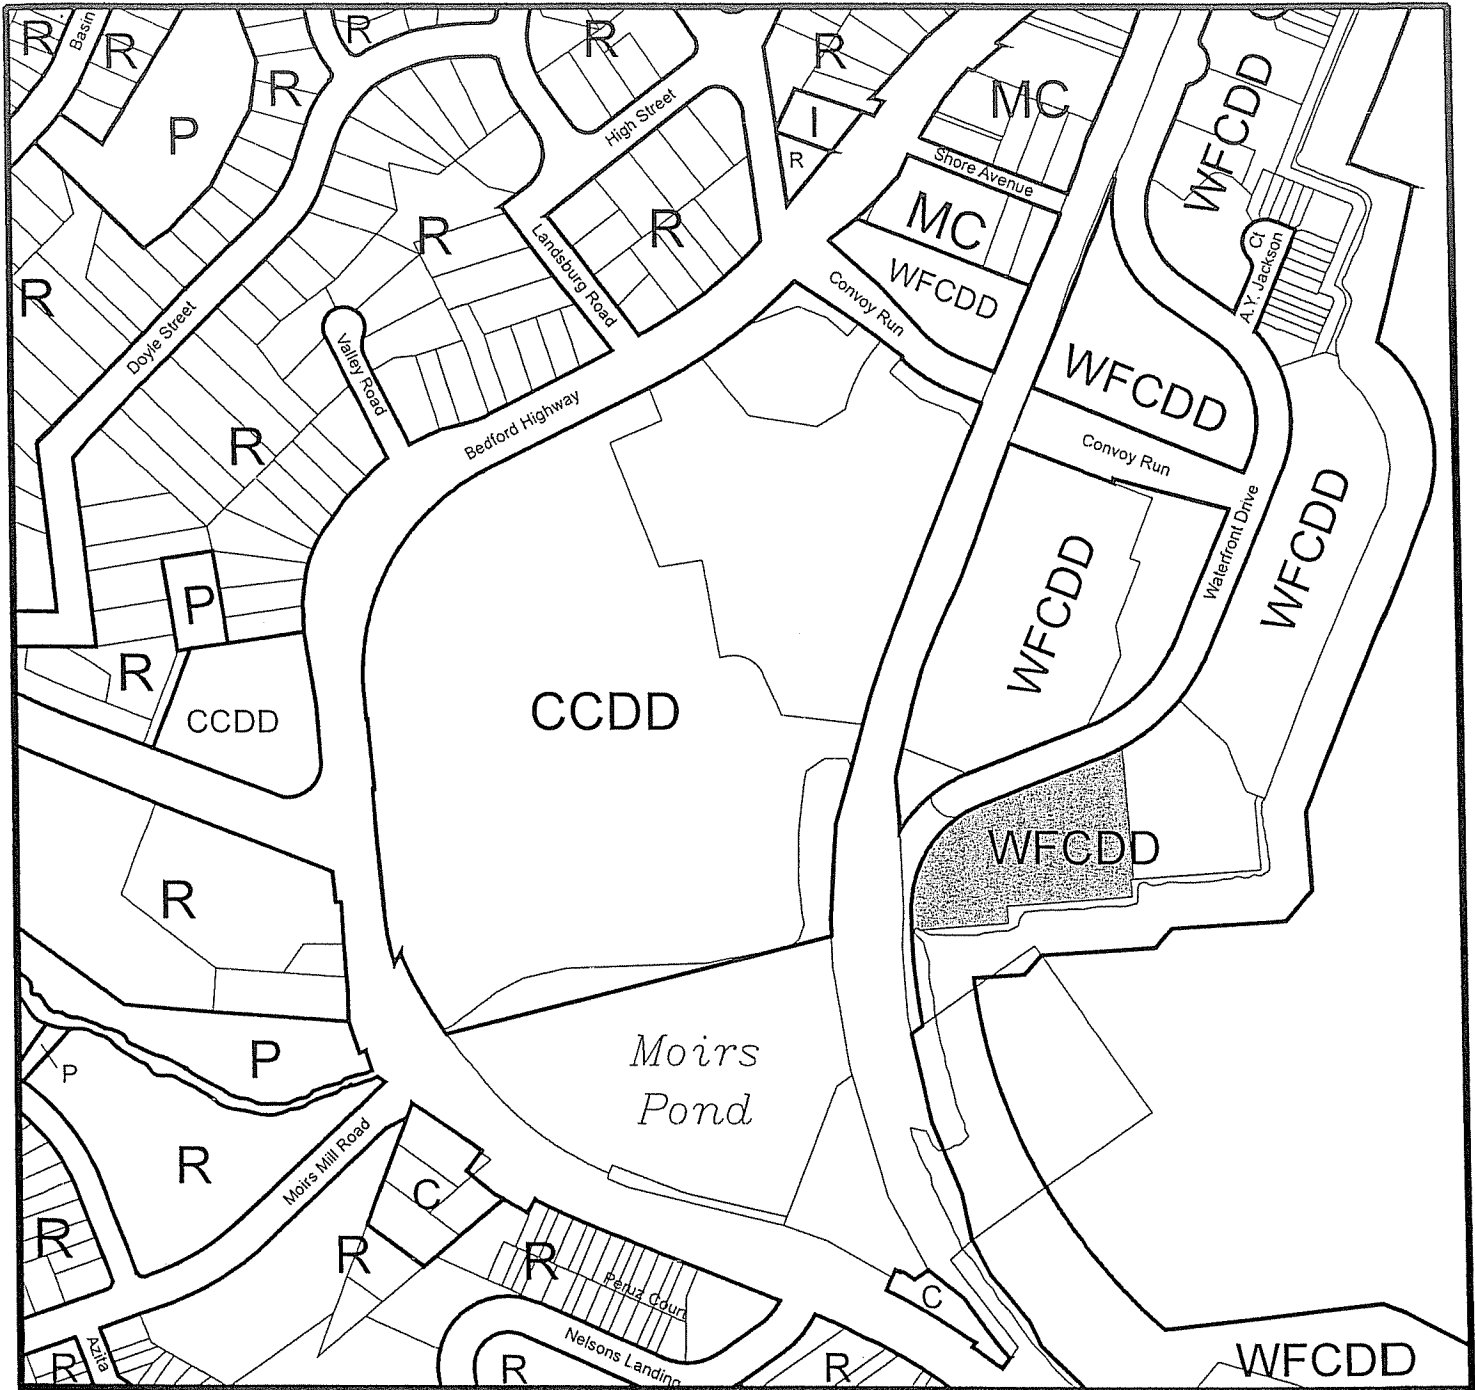 R
Basin
R
P
R
R
R
R
I
R
MC
WFCDD
High Street
Shore Avenue
MC
WFCDD
A.Y. Jackson
Ct
R
R
Landsburg Road
Convoy Run
R
Doyle Street
Valley Road
WFCDD
Bedford Highway
R
Convoy Run
Waterfront Drive
WFCDD
WFCDD
P
R
CCDD
CCDD
WFCDD
R
P
P
Moirs
Pond
R
Moirs Mill Road
C
R
R
R
Peruz Court
C
Nelsons Landing
R
Azita
R
R
WFCDD